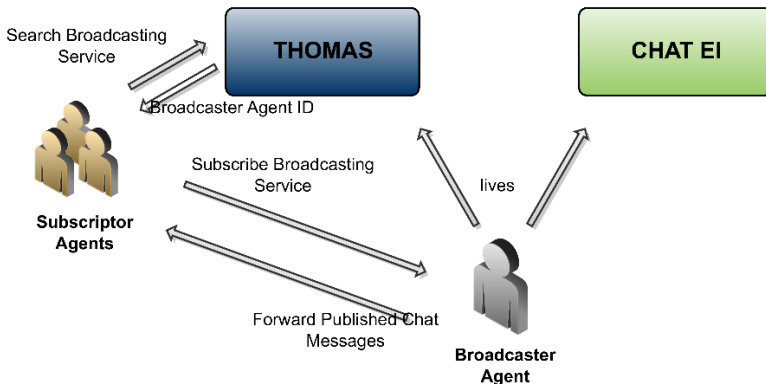 Search Broadcasting
Service
THOMAS
CHAT EI
Broadcaster Agent ID
Subscribe Broadcasting
Service
lives
Subscriptor
Agents
Forward Published Chat
Messages
Broadcaster
Agent